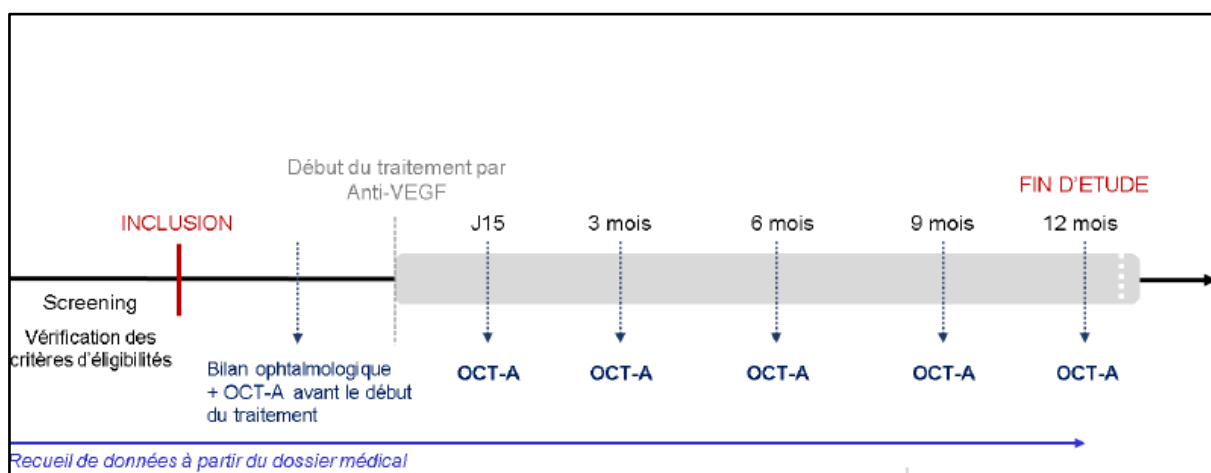 Début du traitement par
Anti-VEGF
FIN D'ETUDE
INCLUSION
J15
3 mois
6 mois
9 mois
12 mois
Screening
Vérification des
critères d'éligibilités
Bilan ophtalmologique
+ OCT-A avant le début
du traitement
OCT-A
OCT-A
OCT-A
OCT-A
OCT-A
Recueil de données à partir du dossier médical